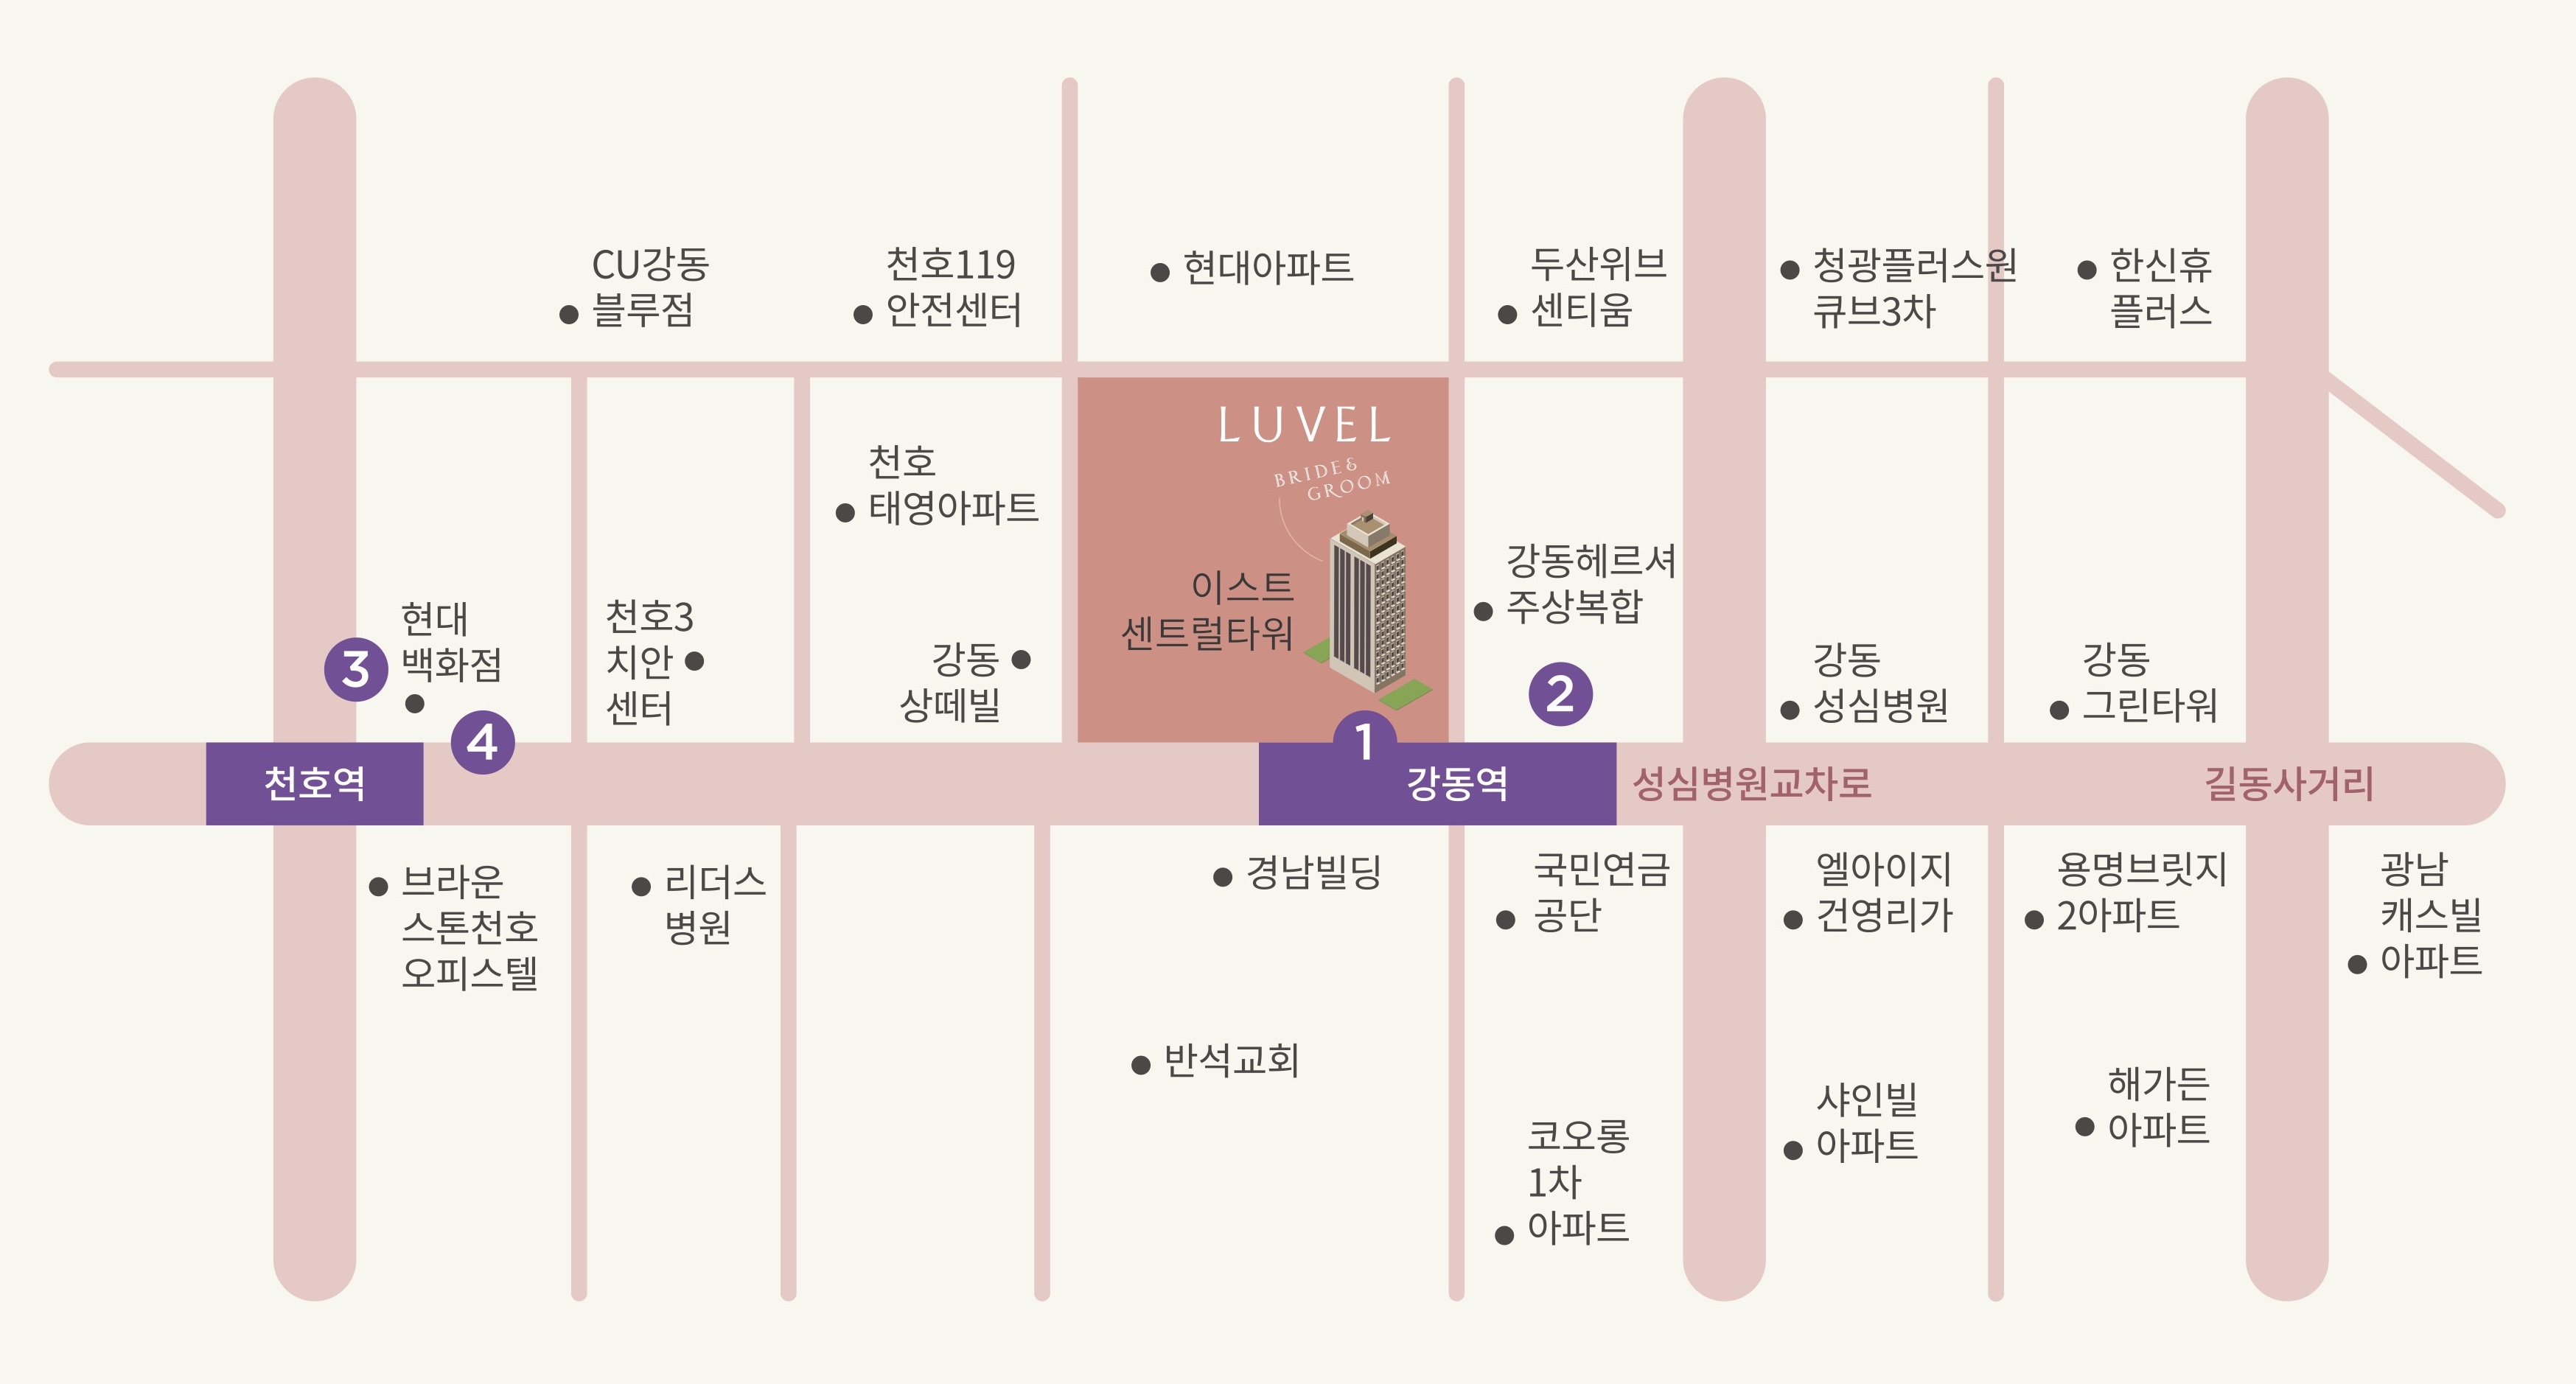 CU강동
블루점
천호119
안전센터
현대아파트
두산위브
센티움
청광플러스원
큐브3차
한신휴
플러스
LUVEL
BRIDE &
GROOM
천호
태영아파트
이스트
센트럴타워
강동헤르셔
주상복합
현대
백화점
천호3
치안
센터
강동
상떼빌
강동
성심병원
강동
그린타워
3
4
1
2
천호역
강동역
성심병원교차로
길동사거리
브라운
스톤천호
오피스텔
리더스
병원
경남빌딩
국민연금
공단
엘아이지
건영리가
용명브릿지
2아파트
광남
캐스빌
아파트
반석교회
코오롱
1차
아파트
샤인빌
아파트
해가든
아파트